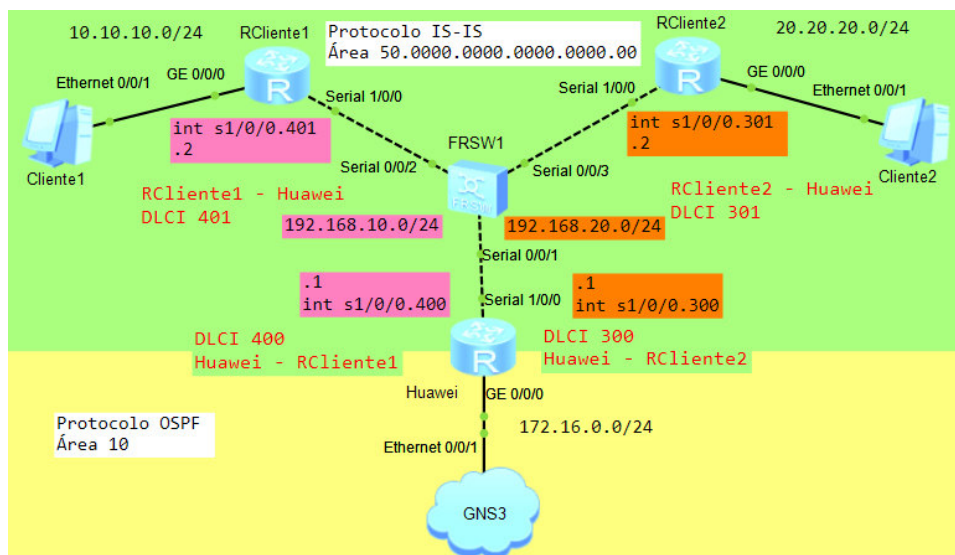 10.10.10.0/24
RCliente1
Protocolo IS-IS
Área 50.0000.0000.0000.0000.00
RCliente2
20.20.20.0/24
Ethernet 0/0/1
GE 0/0/0
Serial 1/0/0
Serial 1/0/0
GE 0/0/0
Ethernet 0/0/1
R
R
int s1/0/0.401
.2
int s1/0/0.301
.2
FRSW1
Serial 0/0/2
Serial 0/0/3
Cliente1
Cliente2
RCliente1 - Huawei
DLCI 401
RCliente2 - Huawei
DLCI 301
192.168.10.0/24
192.168.20.0/24
Serial 0/0/1
.1
int s1/0/0.400
Serial 1/0/0
.1
int s1/0/0.300
DLCI 400
Huawei - RCliente1
R
DLCI 300
Huawei - RCliente2
Huawei
GE 0/0/0
Protocolo OSPF
Área 10
172.16.0.0/24
Ethernet 0/0/1
GNS3